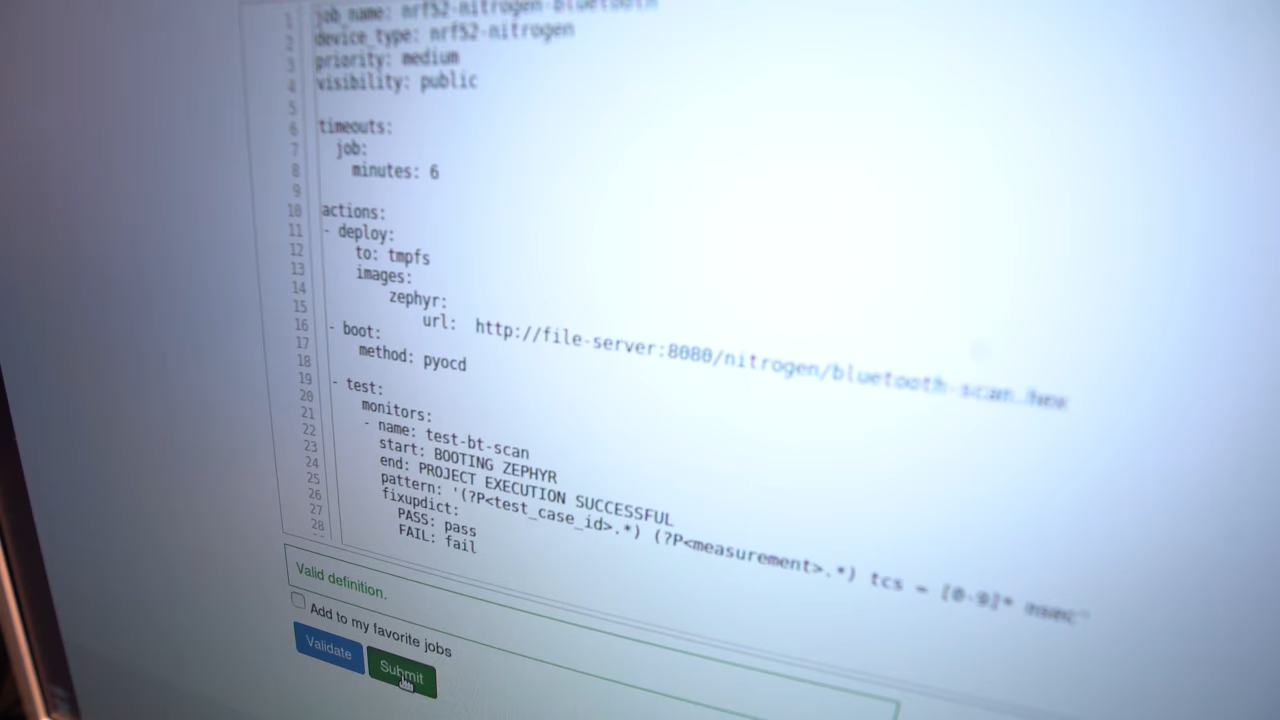 1 job_name: nrf52-nitrogen-bluetooth
2 device_type: nrf52-nitrogen
3 priority: medium
4 visibility: public
5
6 timeouts:
7 job:
8 minutes: 6
9
10 actions:
11 - deploy:
12 to: tmpfs
13 images:
14 zephyr:
15 url: http://file-server:8080/nitrogen/bluetooth-scan.hex
16 - boot:
17 method: pyocd
18
19 - test:
20 monitors:
21 - name: test-bt-scan
22 start: BOOTING ZEPHYR
23 end: PROJECT EXECUTION SUCCESSFUL
24 pattern: '(?P<test_case_id>.*) (?P<measurement>.*) tcs = [0-9]* nsec'
25 fixupdict:
26 PASS: pass
27 FAIL: fail
28
Valid definition.
Add to my favorite jobs
Validate Submit